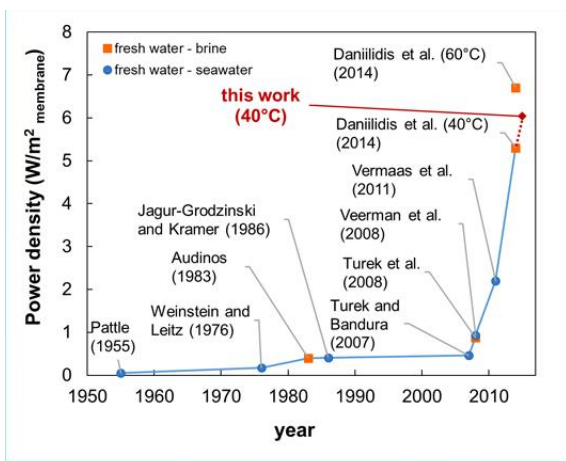 fresh water - brine
fresh water - seawater
Daniilidis et al. (60°C)
(2014)
this work
(40°C)
Daniilidis et al. (40°C)
(2014)
Vermaas et al.
(2011)
Jagur-Grodzinski
and Kramer (1986)
Veerman et al.
(2008)
Audinos
(1983)
Turek et al.
(2008)
Weinstein and
Leitz (1976)
Turek and
Bandura
(2007)
Pattle
(1955)
Power density (W/m² membrane)
8
7
6
5
4
3
2
1
0
1950 1960 1970 1980 1990 2000 2010
year